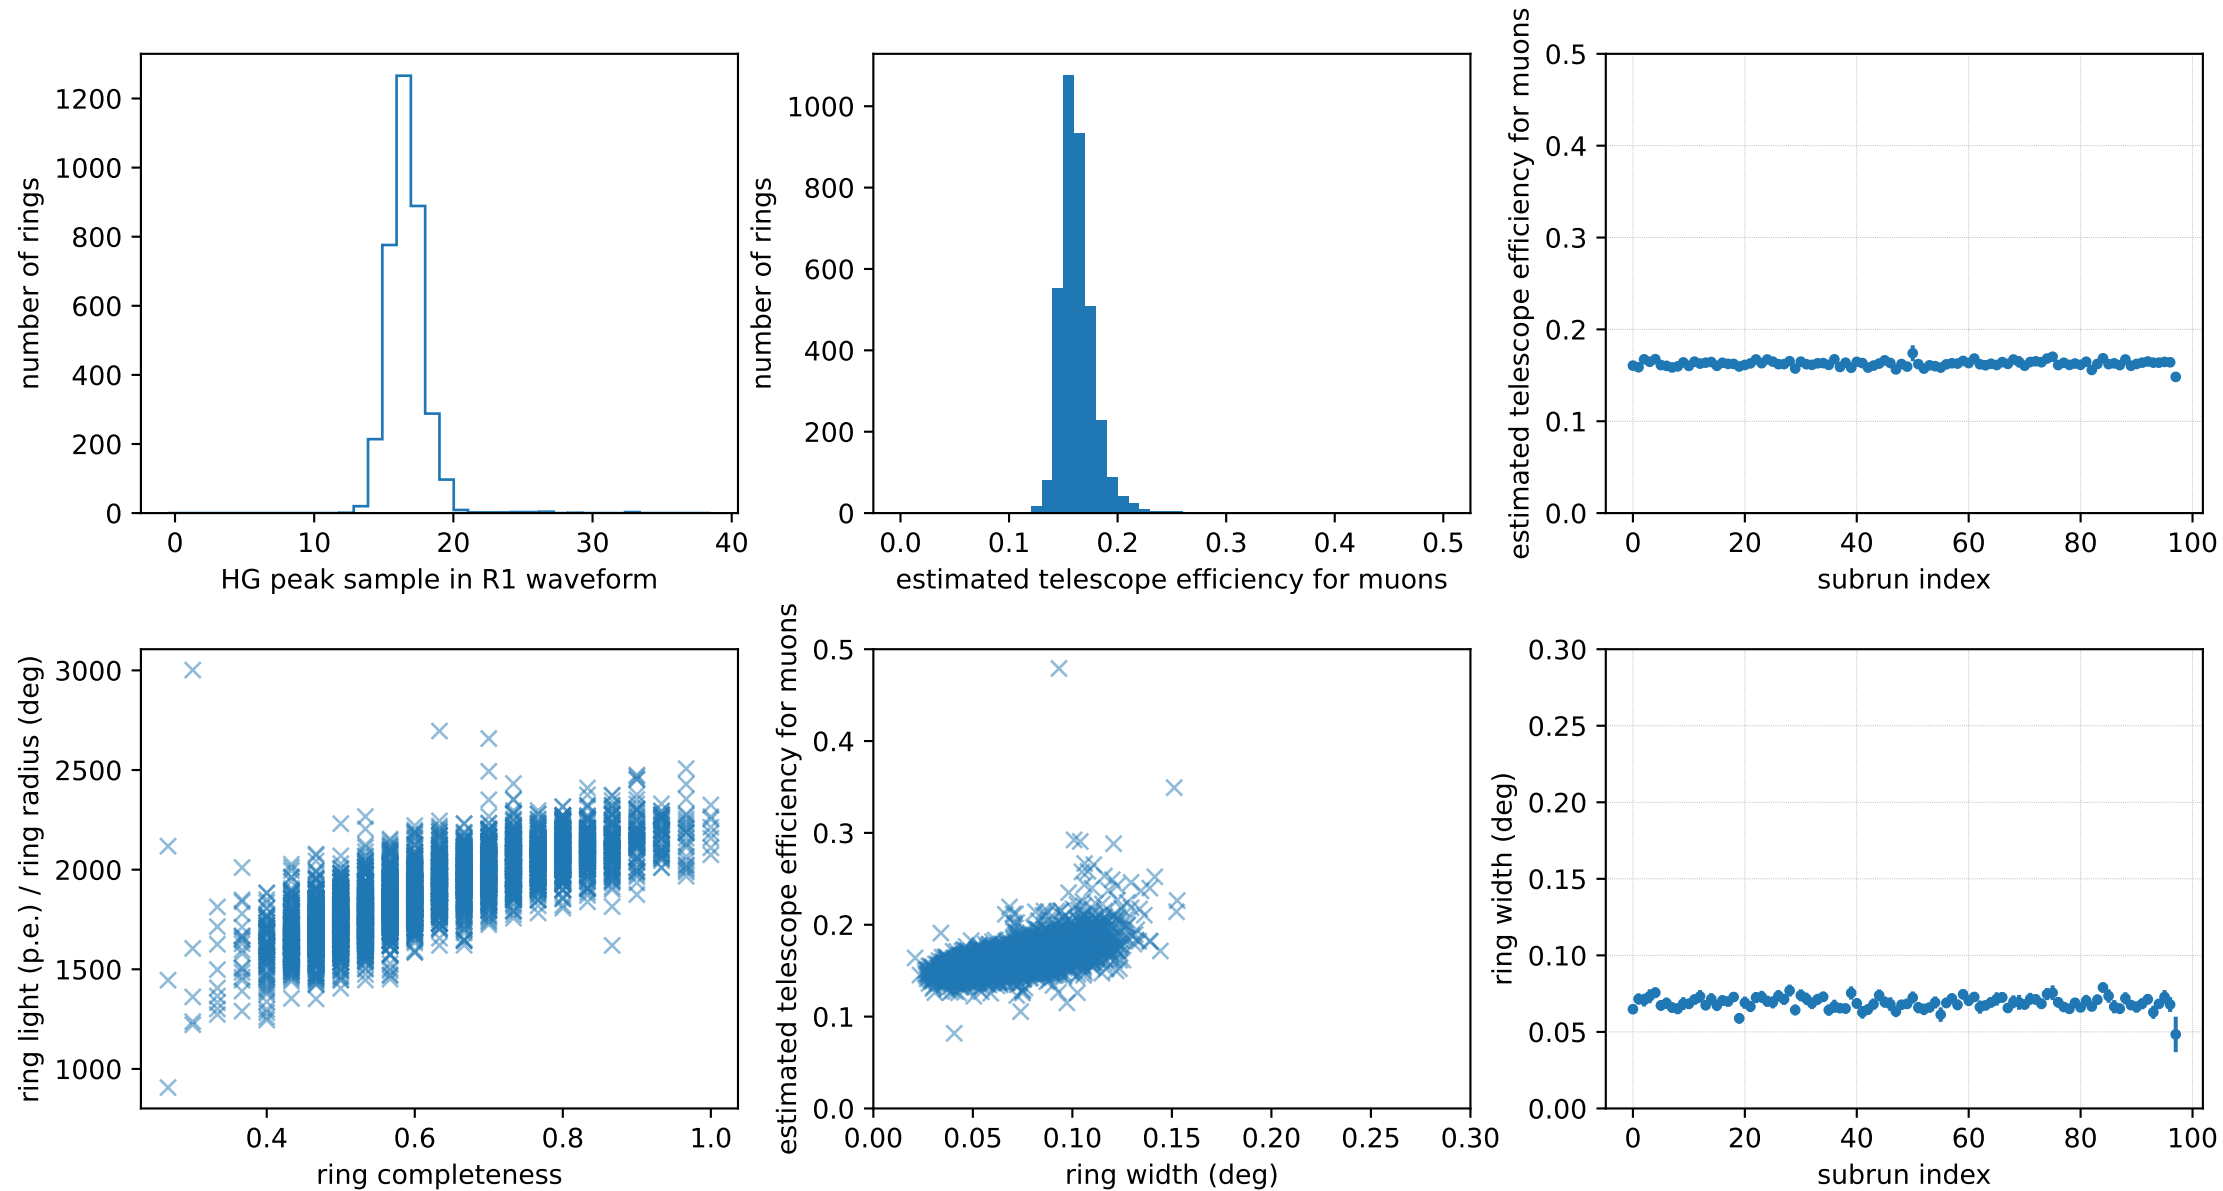 number of rings
1200
1000
800
600
400
200
0
0 10 20 30 40
HG peak sample in R1 waveform
number of rings
1000
800
600
400
200
0
0.0 0.1 0.2 0.3 0.4 0.5
estimated telescope efficiency for muons
estimated telescope efficiency for muons
0.5
0.4
0.3
0.2
0.1
0.0
0 20 40 60 80 100
subrun index
ring light (p.e.) / ring radius (deg)
3000
2500
2000
1500
1000
0.4 0.6 0.8 1.0
ring completeness
estimated telescope efficiency for muons
0.5
0.4
0.3
0.2
0.1
0.0
0.00 0.05 0.10 0.15 0.20 0.25 0.30
ring width (deg)
ring width (deg)
0.30
0.25
0.20
0.15
0.10
0.05
0.00
0 20 40 60 80 100
subrun index